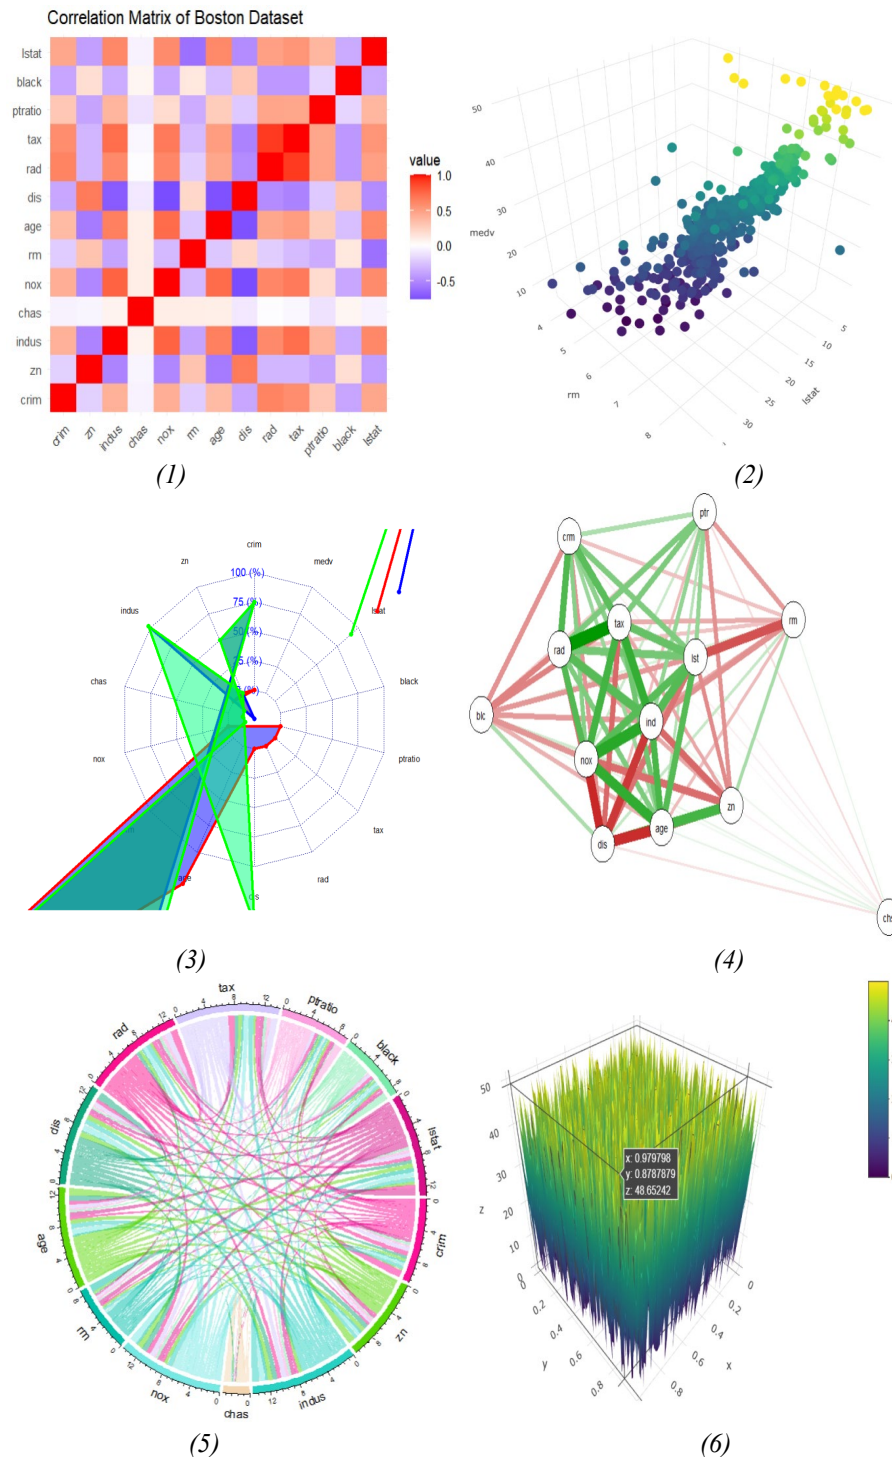 Correlation Matrix of Boston Dataset
lstat
black
ptratio
tax
rad
dis
age
rm
nox
chas
indus
zn
crim
crim zn indus chas nox rm age dis rad tax ptratio black lstat
value
1.0
0.5
0.0
-0.5
(1)
50
40
30
20
10
medv
4
5
6
7
8
rm
5
10
15
20
25
30
lstat
(2)
crim
medv
lstat
black
ptratio
tax
rad
dis
age
nox
chas
indus
zn
100 (%)
75 (%)
50 (%)
25 (%)
(%)
(3)
ptr
crm
tax
rm
rad
lst
blc
ind
nox
zn
age
dis
chs
(4)
tax
ptratio
black
lstat
crim
zn
indus
chas
nox
rm
age
dis
rad
0 4 8 12
(5)
50
40
30
20
10
0
z
0
0.2
0.4
0.6
0.8
y
0
0.2
0.4
0.6
0.8
x
x: 0.979798
y: 0.8787879
z: 48.65242
(6)